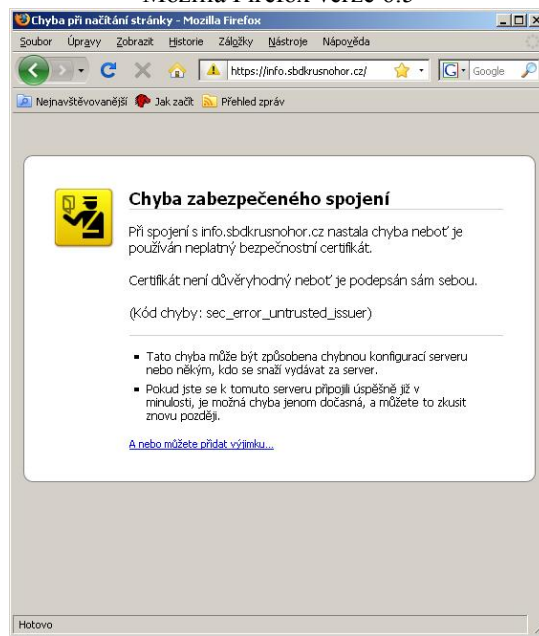 Mozilla Firefox verze 6.5
Chyba při načítání stránky - Mozilla Firefox
Soubor Úpravy Zobrazit Historie Záložky Nástroje Nápověda
https://info.sbdkrusnohor.cz/
G Google
Nejnavštěvovanější Jak začít Přehled zpráv
Chyba zabezpečeného spojení
Při spojení s info.sbdkrusnohor.cz nastala chyba neboť je
používán neplatný bezpečnostní certifikát.
Certifikát není důvěryhodný neboť je podepsán sám sebou.
(Kód chyby: sec_error_untrusted_issuer)
Tato chyba může být způsobena chybnou konfigurací serveru
nebo někým, kdo se snaží vydávat za server.
Pokud jste se k tomuto serveru připojili úspěšně již v
minulosti, je možná chyba jenom dočasná, a můžete to zkusit
znovu později.
A nebo můžete přidat výjimku...
Hotovo